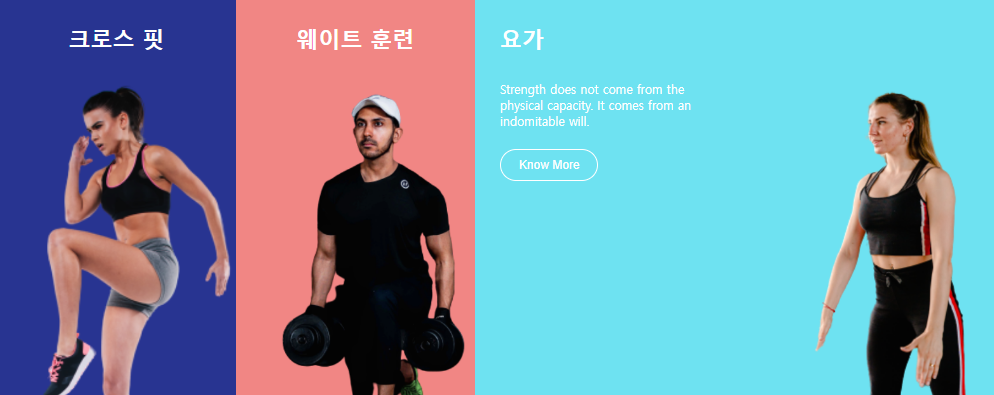 크로스 핏
웨이트 훈련
요가
Strength does not come from the
physical capacity. It comes from an
indomitable will.
Know More